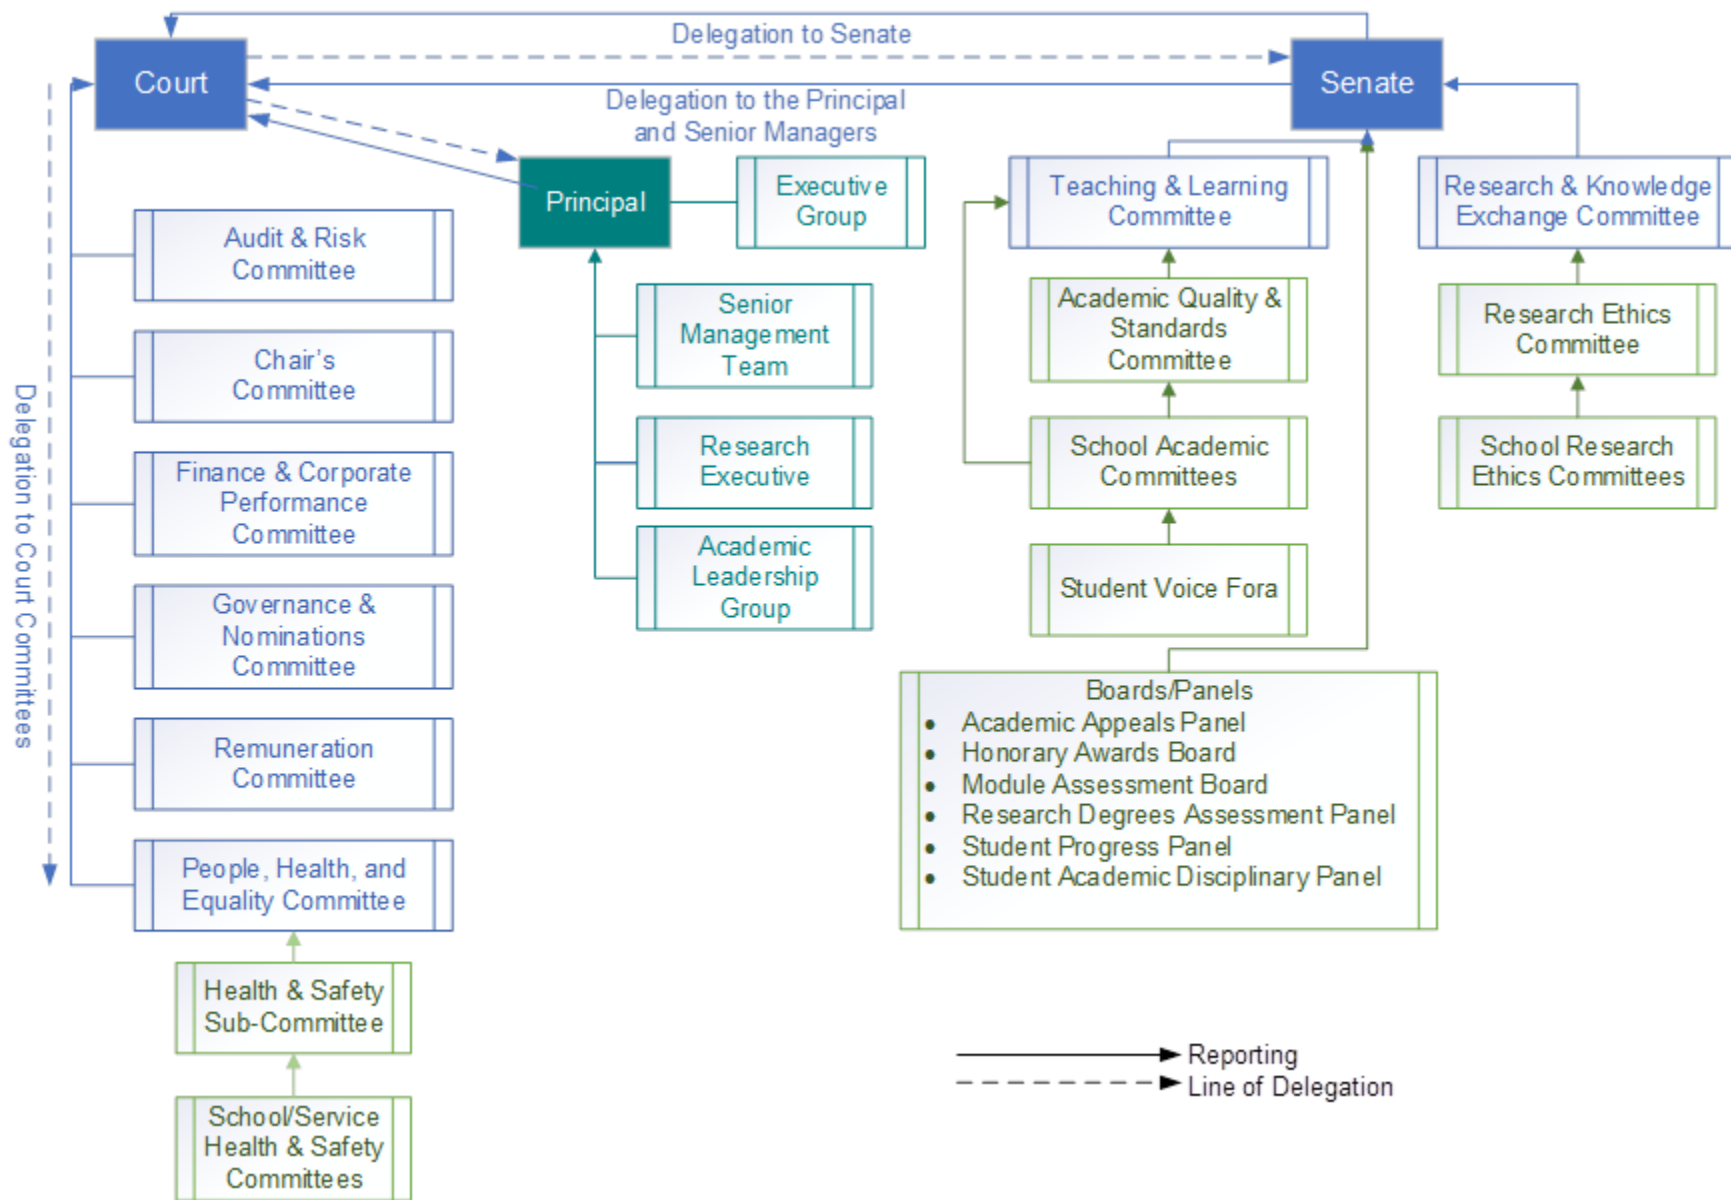 Delegation to Senate
Court
Senate
Delegation to the Principal
and Senior Managers
Principal
Executive
Group
Teaching & Learning
Committee
Research & Knowledge
Exchange Committee
Audit & Risk
Committee
Senior
Management
Team
Academic Quality &
Standards
Committee
Research Ethics
Committee
Chair's
Committee
Research
Executive
School Academic
Committees
School Research
Ethics Committees
Finance & Corporate
Performance
Committee
Academic
Leadership
Group
Student Voice Fora
Governance &
Nominations
Committee
Delegation to Court Committees
Remuneration
Committee
Boards/Panels
• Academic Appeals Panel
• Honorary Awards Board
• Module Assessment Board
• Research Degrees Assessment Panel
• Student Progress Panel
• Student Academic Disciplinary Panel
People, Health, and
Equality Committee
Health & Safety
Sub-Committee
School/Service
Health & Safety
Committees
Reporting
Line of Delegation